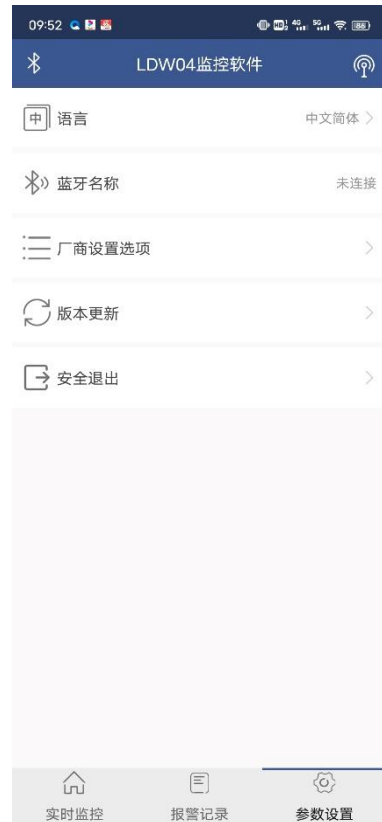 09:52
LDW04监控软件
中 语言 中文简体
蓝牙名称 未连接
厂商设置选项
版本更新
安全退出
实时监控 报警记录 参数设置